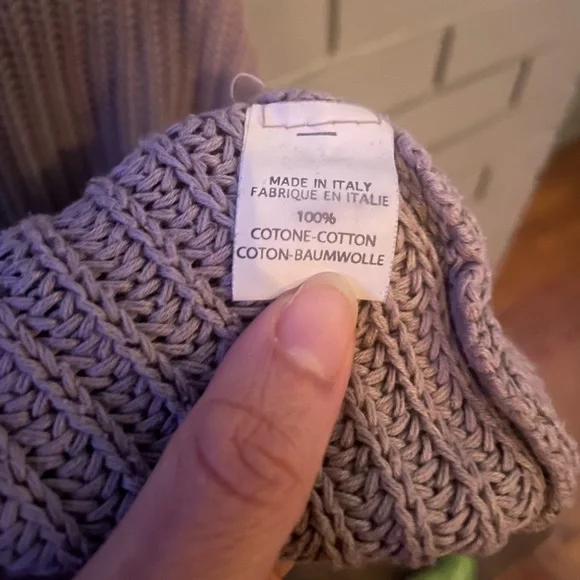 MADE IN ITALY
FABRIQUE EN ITALIE
100%
COTONE-COTTON
COTON-BAUMWOLLE